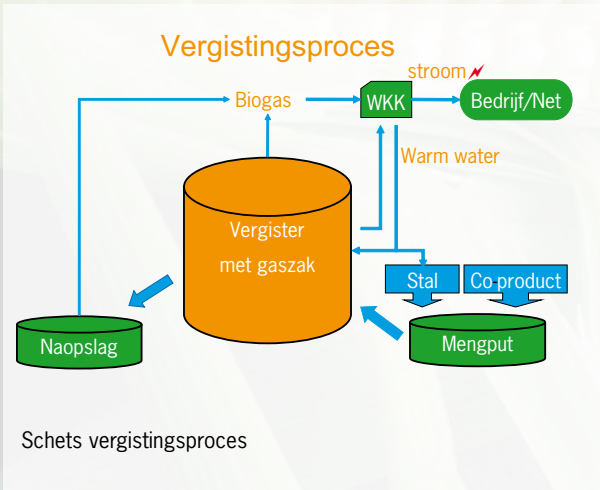 Vergistingsproces
stroom
Biogas
WKK
Bedrijf/Net
Warm water
Vergister
met gaszak
Stal
Co-product
Naopslag
Mengput
Schets vergistingsproces